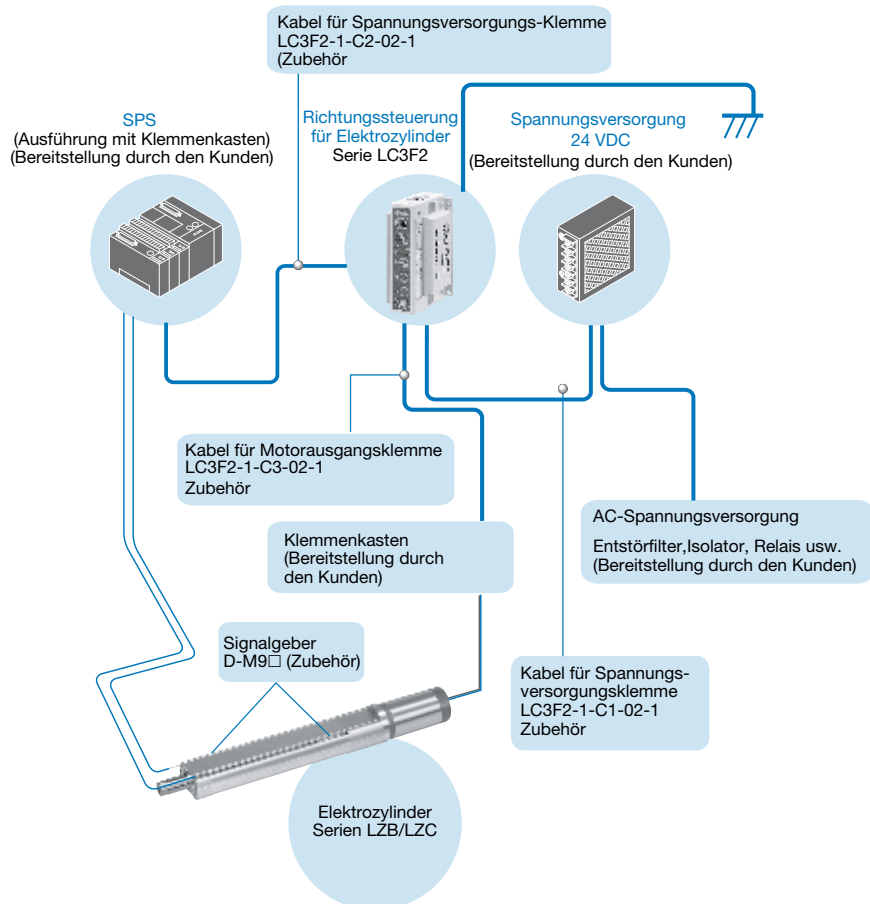 Kabel für Spannungsversorgungs-Klemme
LC3F2-1-C2-02-1
(Zubehör
SPS
(Ausführung mit Klemmenkasten)
(Bereitstellung durch den Kunden)
Richtungssteuerung
für Elektrozylinder
Serie LC3F2
Spannungsversorgung
24 VDC
(Bereitstellung durch den Kunden)
Kabel für Motorausgangsklemme
LC3F2-1-C3-02-1
Zubehör
Klemmenkasten
(Bereitstellung durch
den Kunden)
AC-Spannungsversorgung
Entstörfilter,Isolator, Relais usw.
(Bereitstellung durch den Kunden)
Signalgeber
D-M9□ (Zubehör)
Kabel für Spannungs-
versorgungsklemme
LC3F2-1-C1-02-1
Zubehör
Elektrozylinder
Serien LZB/LZC